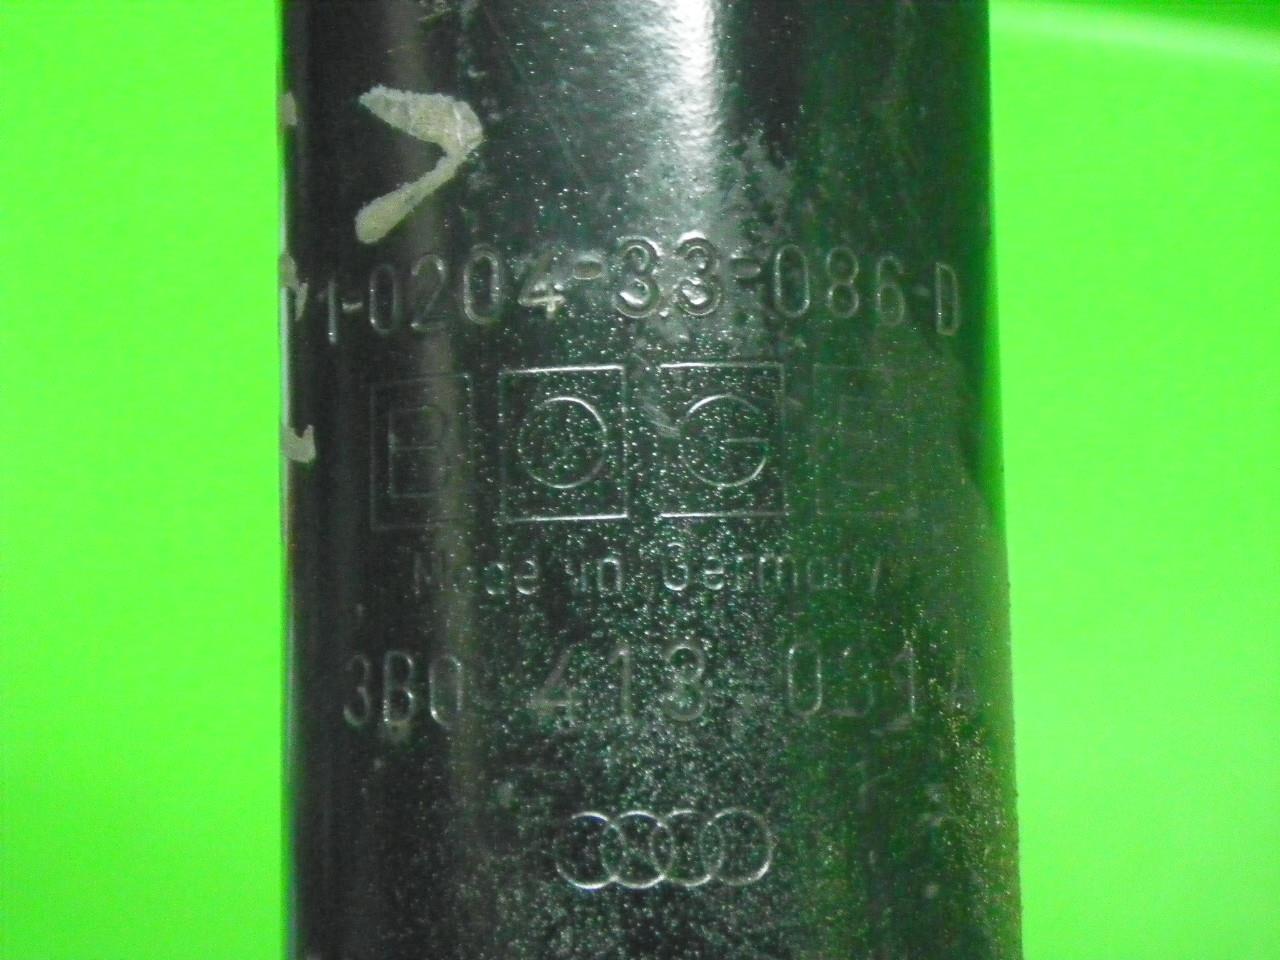 1-0204-33-086-D
BOGE
Made in Germany
3B0 413 031